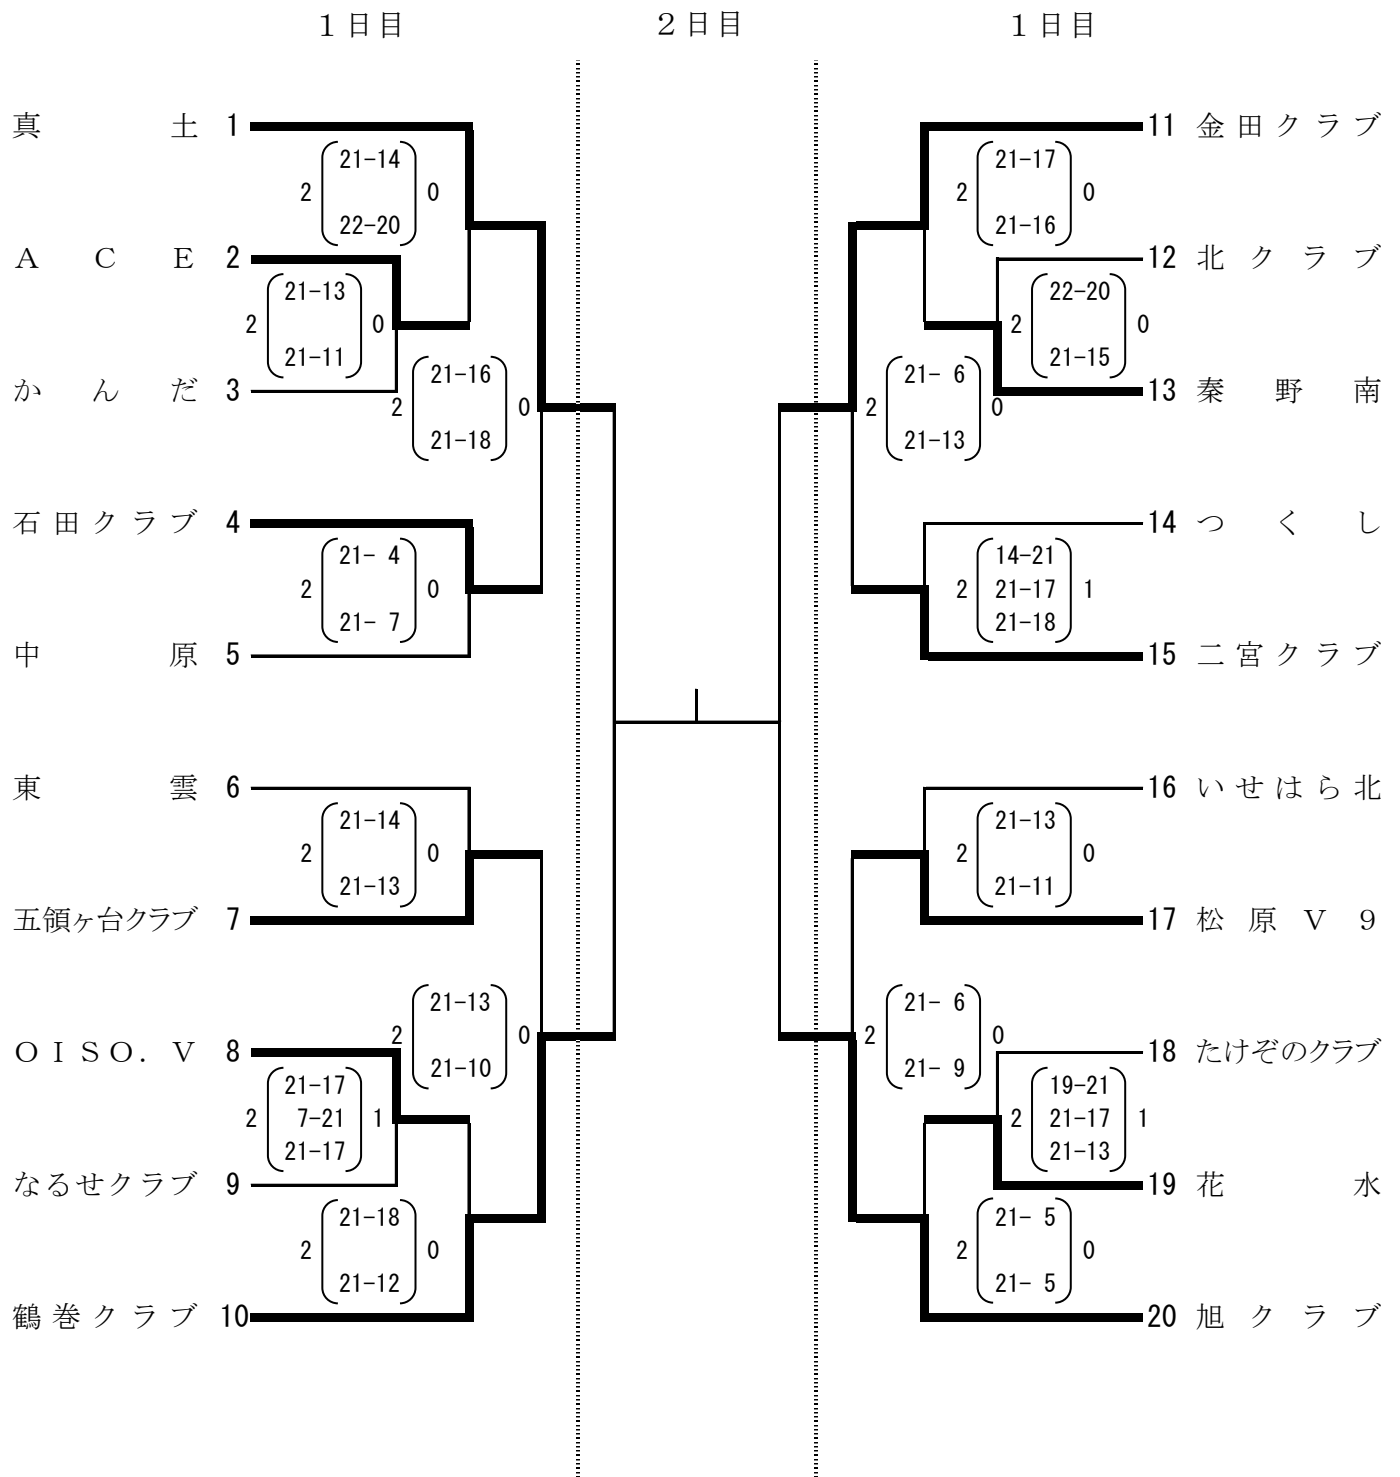 １日目 ２日目 １日目
真土 1 11 金田クラブ
21-14 21-17
2 0 2 0
22-20 21-16
ＡＣＥ 2 12 北クラブ
21-13 22-20
2 0 2 0
21-11 21-15
21-16 21- 6
かんだ 3 13 秦野南
2 0 2 0
21-18 21-13
石田クラブ 4 14 つくし
21- 4 14-21
2 0 2 21-17 1
21- 7 21-18
中原 5 15 二宮クラブ
東雲 6 16 いせはら北
21-14 21-13
2 0 2 0
21-13 21-11
五領ヶ台クラブ 7 17 松原Ｖ９
21-13 21- 6
2 0 2 0
ＯＩＳＯ．Ｖ 8 18 たけぞのクラブ
21-10 21- 9
21-17 19-21
2 7-21 1 2 21-17 1
21-17 21-13
なるせクラブ 9 19 花水
21-18 21- 5
2 0 2 0
21-12 21- 5
鶴巻クラブ 10 20 旭クラブ